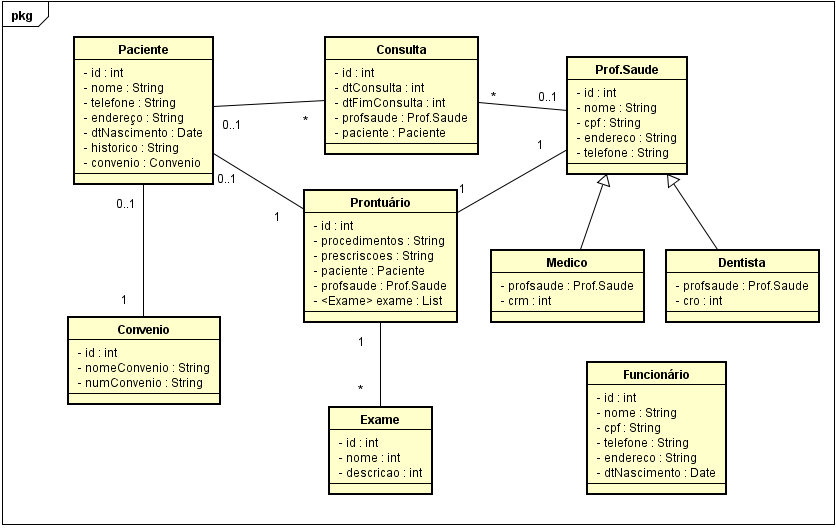 pkg
Paciente
- id : int
- nome : String
- telefone : String
- endereço : String
- dtNascimento : Date
- historico : String
- convenio : Convenio
Consulta
- id : int
- dtConsulta : int
- dtFimConsulta : int
- profsaude : Prof.Saude
- paciente : Paciente
Prof.Saude
- id : int
- nome : String
- cpf : String
- endereco : String
- telefone : String
0..1
*
*
0..1
0..1
1
1
1
0..1
1
Prontuário
- id : int
- procedimentos : String
- prescriscoes : String
- paciente : Paciente
- profsaude : Prof.Saude
- <Exame> exame : List
Medico
- profsaude : Prof.Saude
- crm : int
Dentista
- profsaude : Prof.Saude
- cro : int
Convenio
- id : int
- nomeConvenio : String
- numConvenio : String
1
*
Exame
- id : int
- nome : int
- descricao : int
Funcionário
- id : int
- nome : String
- cpf : String
- telefone : String
- endereco : String
- dtNascimento : Date